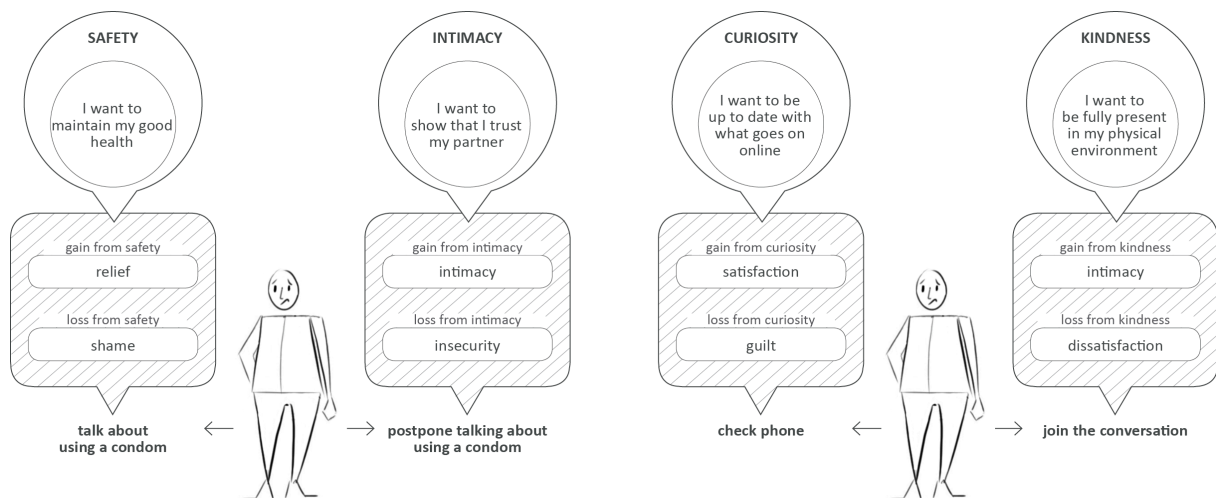 SAFETY
I want to
maintain my good
health
gain from safety
relief
loss from safety
shame
talk about
using a condom
INTIMACY
I want to
show that I trust
my partner
gain from intimacy
intimacy
loss from intimacy
insecurity
postpone talking about
using a condom
CURIOSITY
I want to be
up to date with
what goes on
online
gain from curiosity
satisfaction
loss from curiosity
guilt
check phone
KINDNESS
I want to
be fully present
in my physical
environment
gain from kindness
intimacy
loss from kindness
dissatisfaction
join the conversation